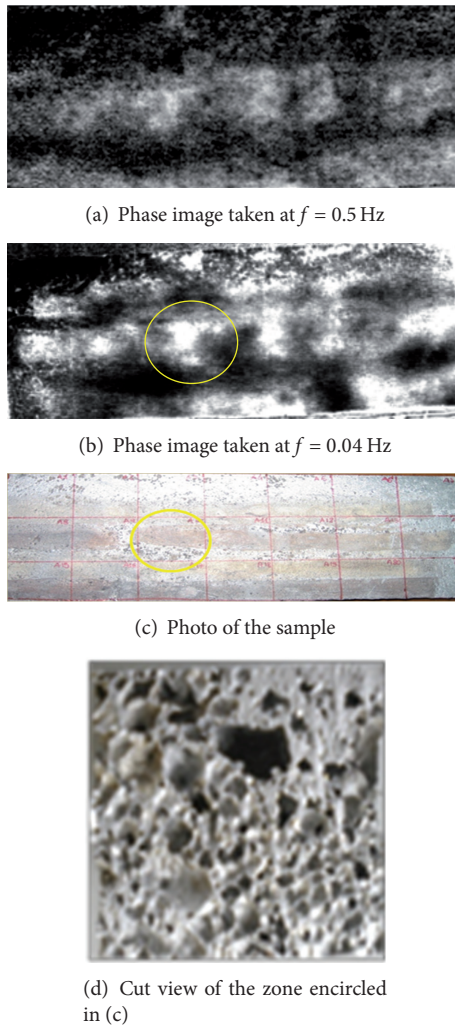 (a) Phase image taken at f = 0.5 Hz
(b) Phase image taken at f = 0.04 Hz
(c) Photo of the sample
(d) Cut view of the zone encircled
in (c)